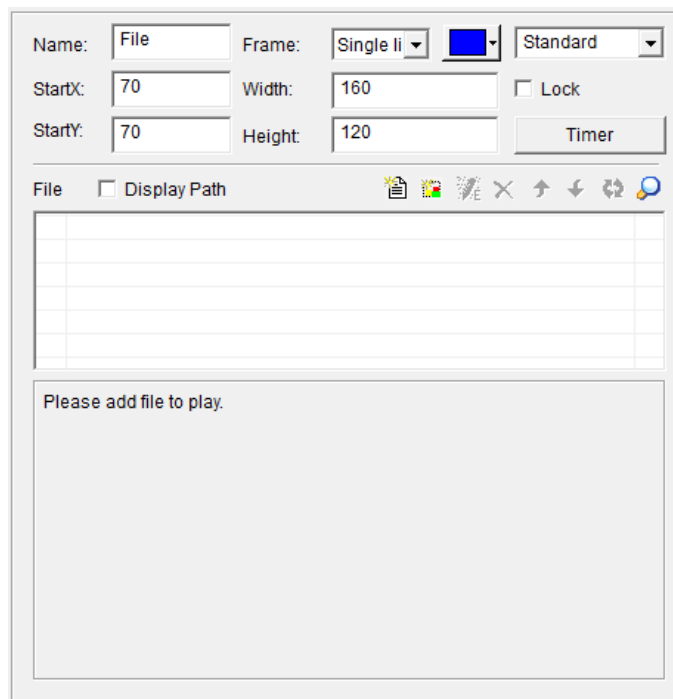 Name: File Frame: Single li Standard
StartX: 70 Width: 160 Lock
StartY: 70 Height: 120 Timer
File Display Path
Please add file to play.